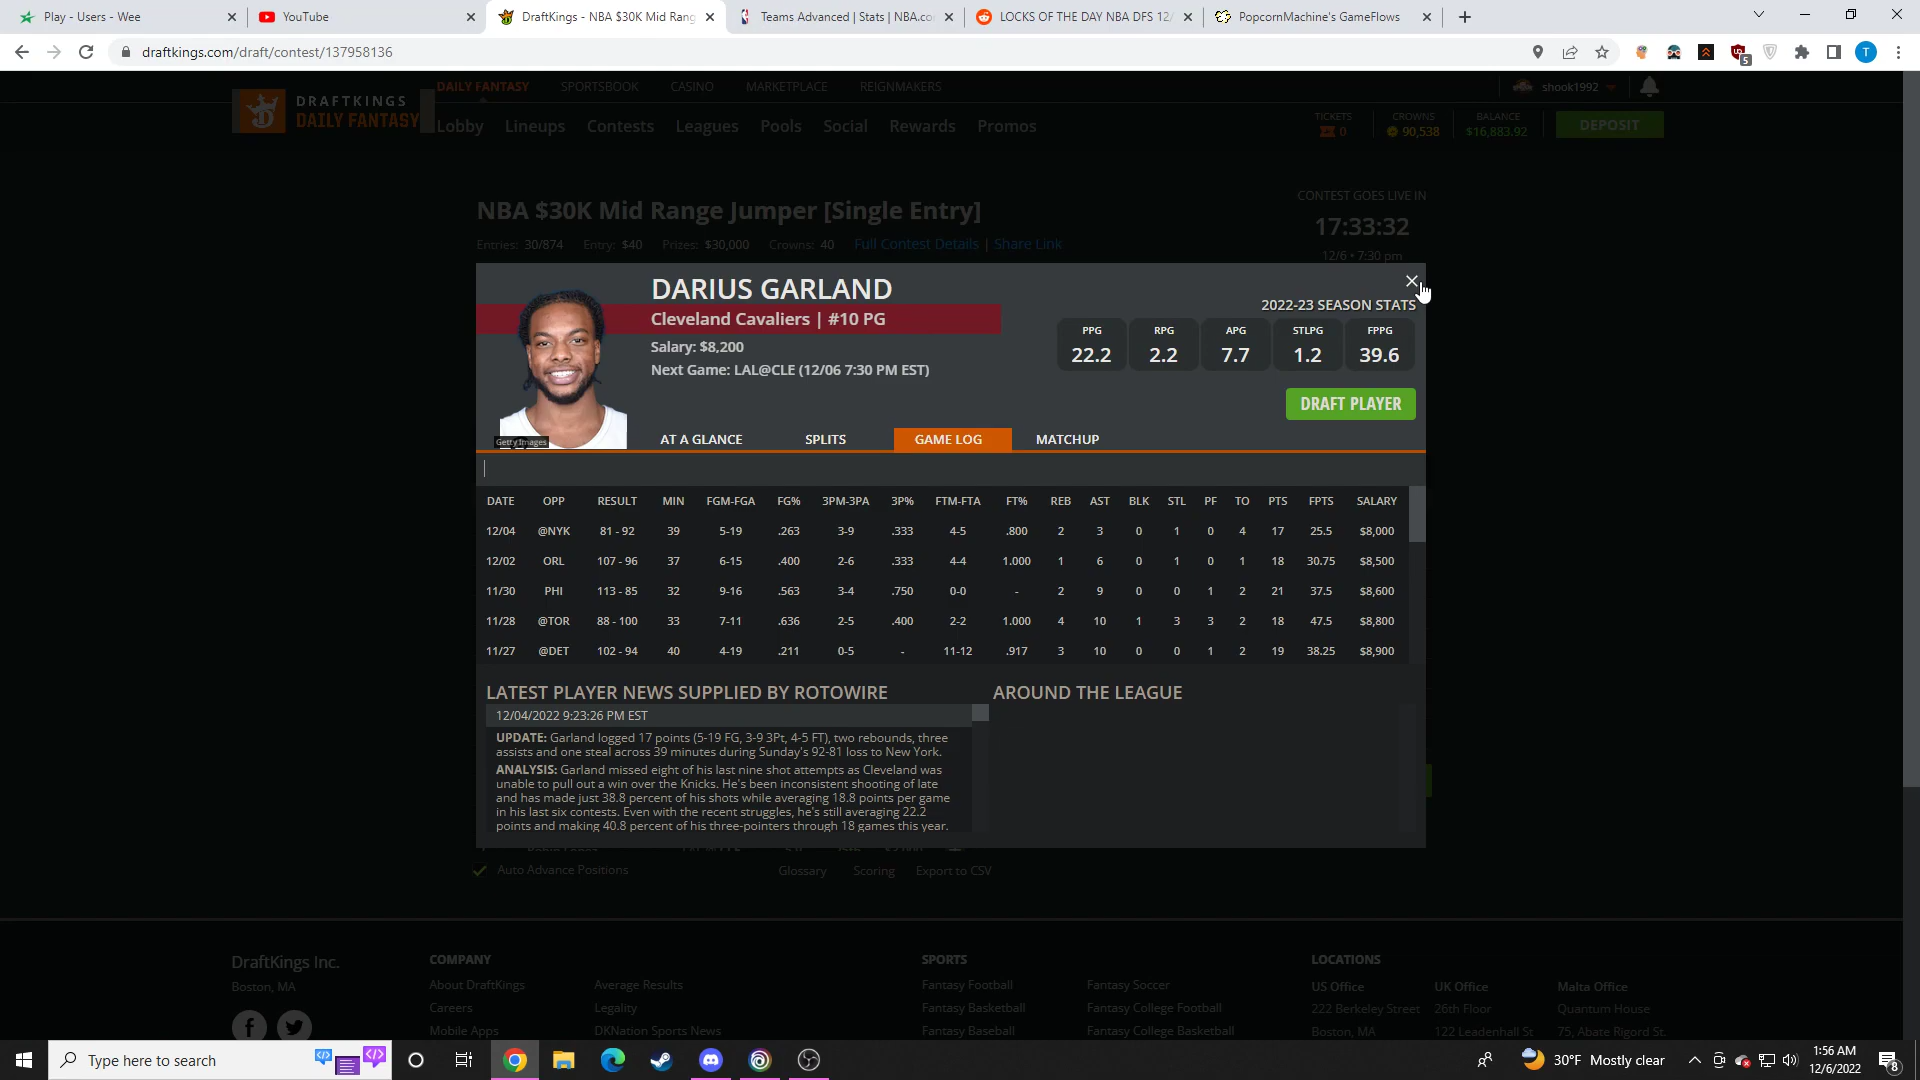 Play - Users - Wee
YouTube
DraftKings - NBA $30K Mid Rang
Teams Advanced | Stats | NBA.co
LOCKS OF THE DAY NBA DFS 12/
PopcornMachine's GameFlows
draftkings.com/draft/contest/137958136
5
T
DRAFTKINGS
DAILY FANTASY
DAILY FANTASY SPORTSBOOK CASINO MARKETPLACE REIGNMAKERS
shook1992
Lobby Lineups Contests Leagues Pools Social Rewards Promos
TICKETS CROWNS BALANCE
0 90,538 $16,883.92
DEPOSIT
NBA $30K Mid Range Jumper [Single Entry]
CONTEST GOES LIVE IN
17:33:32
Entries: 30/874 Entry: $40 Prizes: $30,000 Crowns: 40 Full Contest Details | Share Link
12/6 • 7:30 pm
DARIUS GARLAND
Cleveland Cavaliers | #10 PG
Salary: $8,200
Next Game: LAL@CLE (12/06 7:30 PM EST)
Getty Images
2022-23 SEASON STATS
PPG RPG APG STLPG FPPG
22.2 2.2 7.7 1.2 39.6
DRAFT PLAYER
AT A GLANCE SPLITS GAME LOG MATCHUP
DATE OPP RESULT MIN FGM-FGA FG% 3PM-3PA 3P% FTM-FTA FT% REB AST BLK STL PF TO PTS FPTS SALARY
12/04 @NYK 81 - 92 39 5-19 .263 3-9 .333 4-5 .800 2 3 0 1 0 4 17 25.5 $8,000
12/02 ORL 107 - 96 37 6-15 .400 2-6 .333 4-4 1.000 1 6 0 1 0 1 18 30.75 $8,500
11/30 PHI 113 - 85 32 9-16 .563 3-4 .750 0-0 - 2 9 0 0 1 2 21 37.5 $8,600
11/28 @TOR 88 - 100 33 7-11 .636 2-5 .400 2-2 1.000 4 10 1 3 3 2 18 47.5 $8,800
11/27 @DET 102 - 94 40 4-19 .211 0-5 - 11-12 .917 3 10 0 0 1 2 19 38.25 $8,900
LATEST PLAYER NEWS SUPPLIED BY ROTOWIRE
AROUND THE LEAGUE
12/04/2022 9:23:26 PM EST
UPDATE: Garland logged 17 points (5-19 FG, 3-9 3Pt, 4-5 FT), two rebounds, three
assists and one steal across 39 minutes during Sunday's 92-81 loss to New York.
ANALYSIS: Garland missed eight of his last nine shot attempts as Cleveland was
unable to pull out a win over the Knicks. He's been inconsistent shooting of late
and has made just 38.8 percent of his shots while averaging 18.8 points per game
in his last six contests. Even with the recent struggles, he's still averaging 22.2
points and making 40.8 percent of his three-pointers through 18 games this year.
Auto Advance Positions Glossary Scoring Export to CSV
DraftKings Inc.
Boston, MA
COMPANY
About DraftKings Average Results
Careers Legality
Mobile Apps DKNation Sports News
SPORTS
Fantasy Football Fantasy Soccer
Fantasy Basketball Fantasy College Football
Fantasy Baseball Fantasy College Basketball
LOCATIONS
US Office UK Office Malta Office
222 Berkeley Street 26th Floor Quantum House
Boston, MA 122 Leadenhall St 75, Abate Rigord St.
Type here to search
30°F Mostly clear
1:56 AM
12/6/2022
8